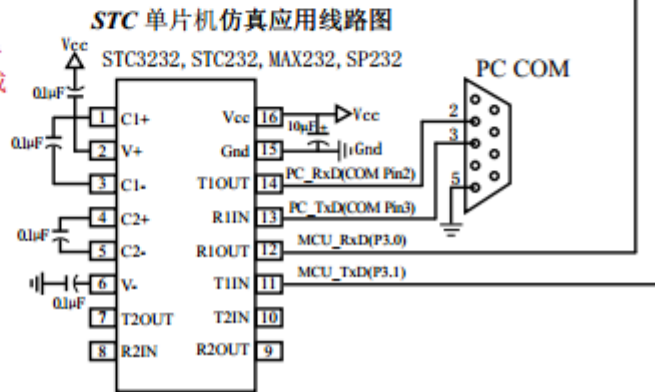 STC 单片机仿真应用线路图
Vcc
STC3232, STC232, MAX232, SP232
PC COM
0.1μF
1 C1+
Vcc 16
Vcc
10μF +
2
0.1μF
2 V+
Gnd 15
Gnd
3
3 C1-
T1OUT 14
PC_RxD(COM Pin2)
5
4 C2+
R1IN 13
PC_TxD(COM Pin3)
0.1μF
5 C2-
R1OUT 12
MCU_RxD(P3.0)
6 V-
T1IN 11
MCU_TxD(P3.1)
0.1μF
7 T2OUT
T2IN 10
8 R2IN
R2OUT 9